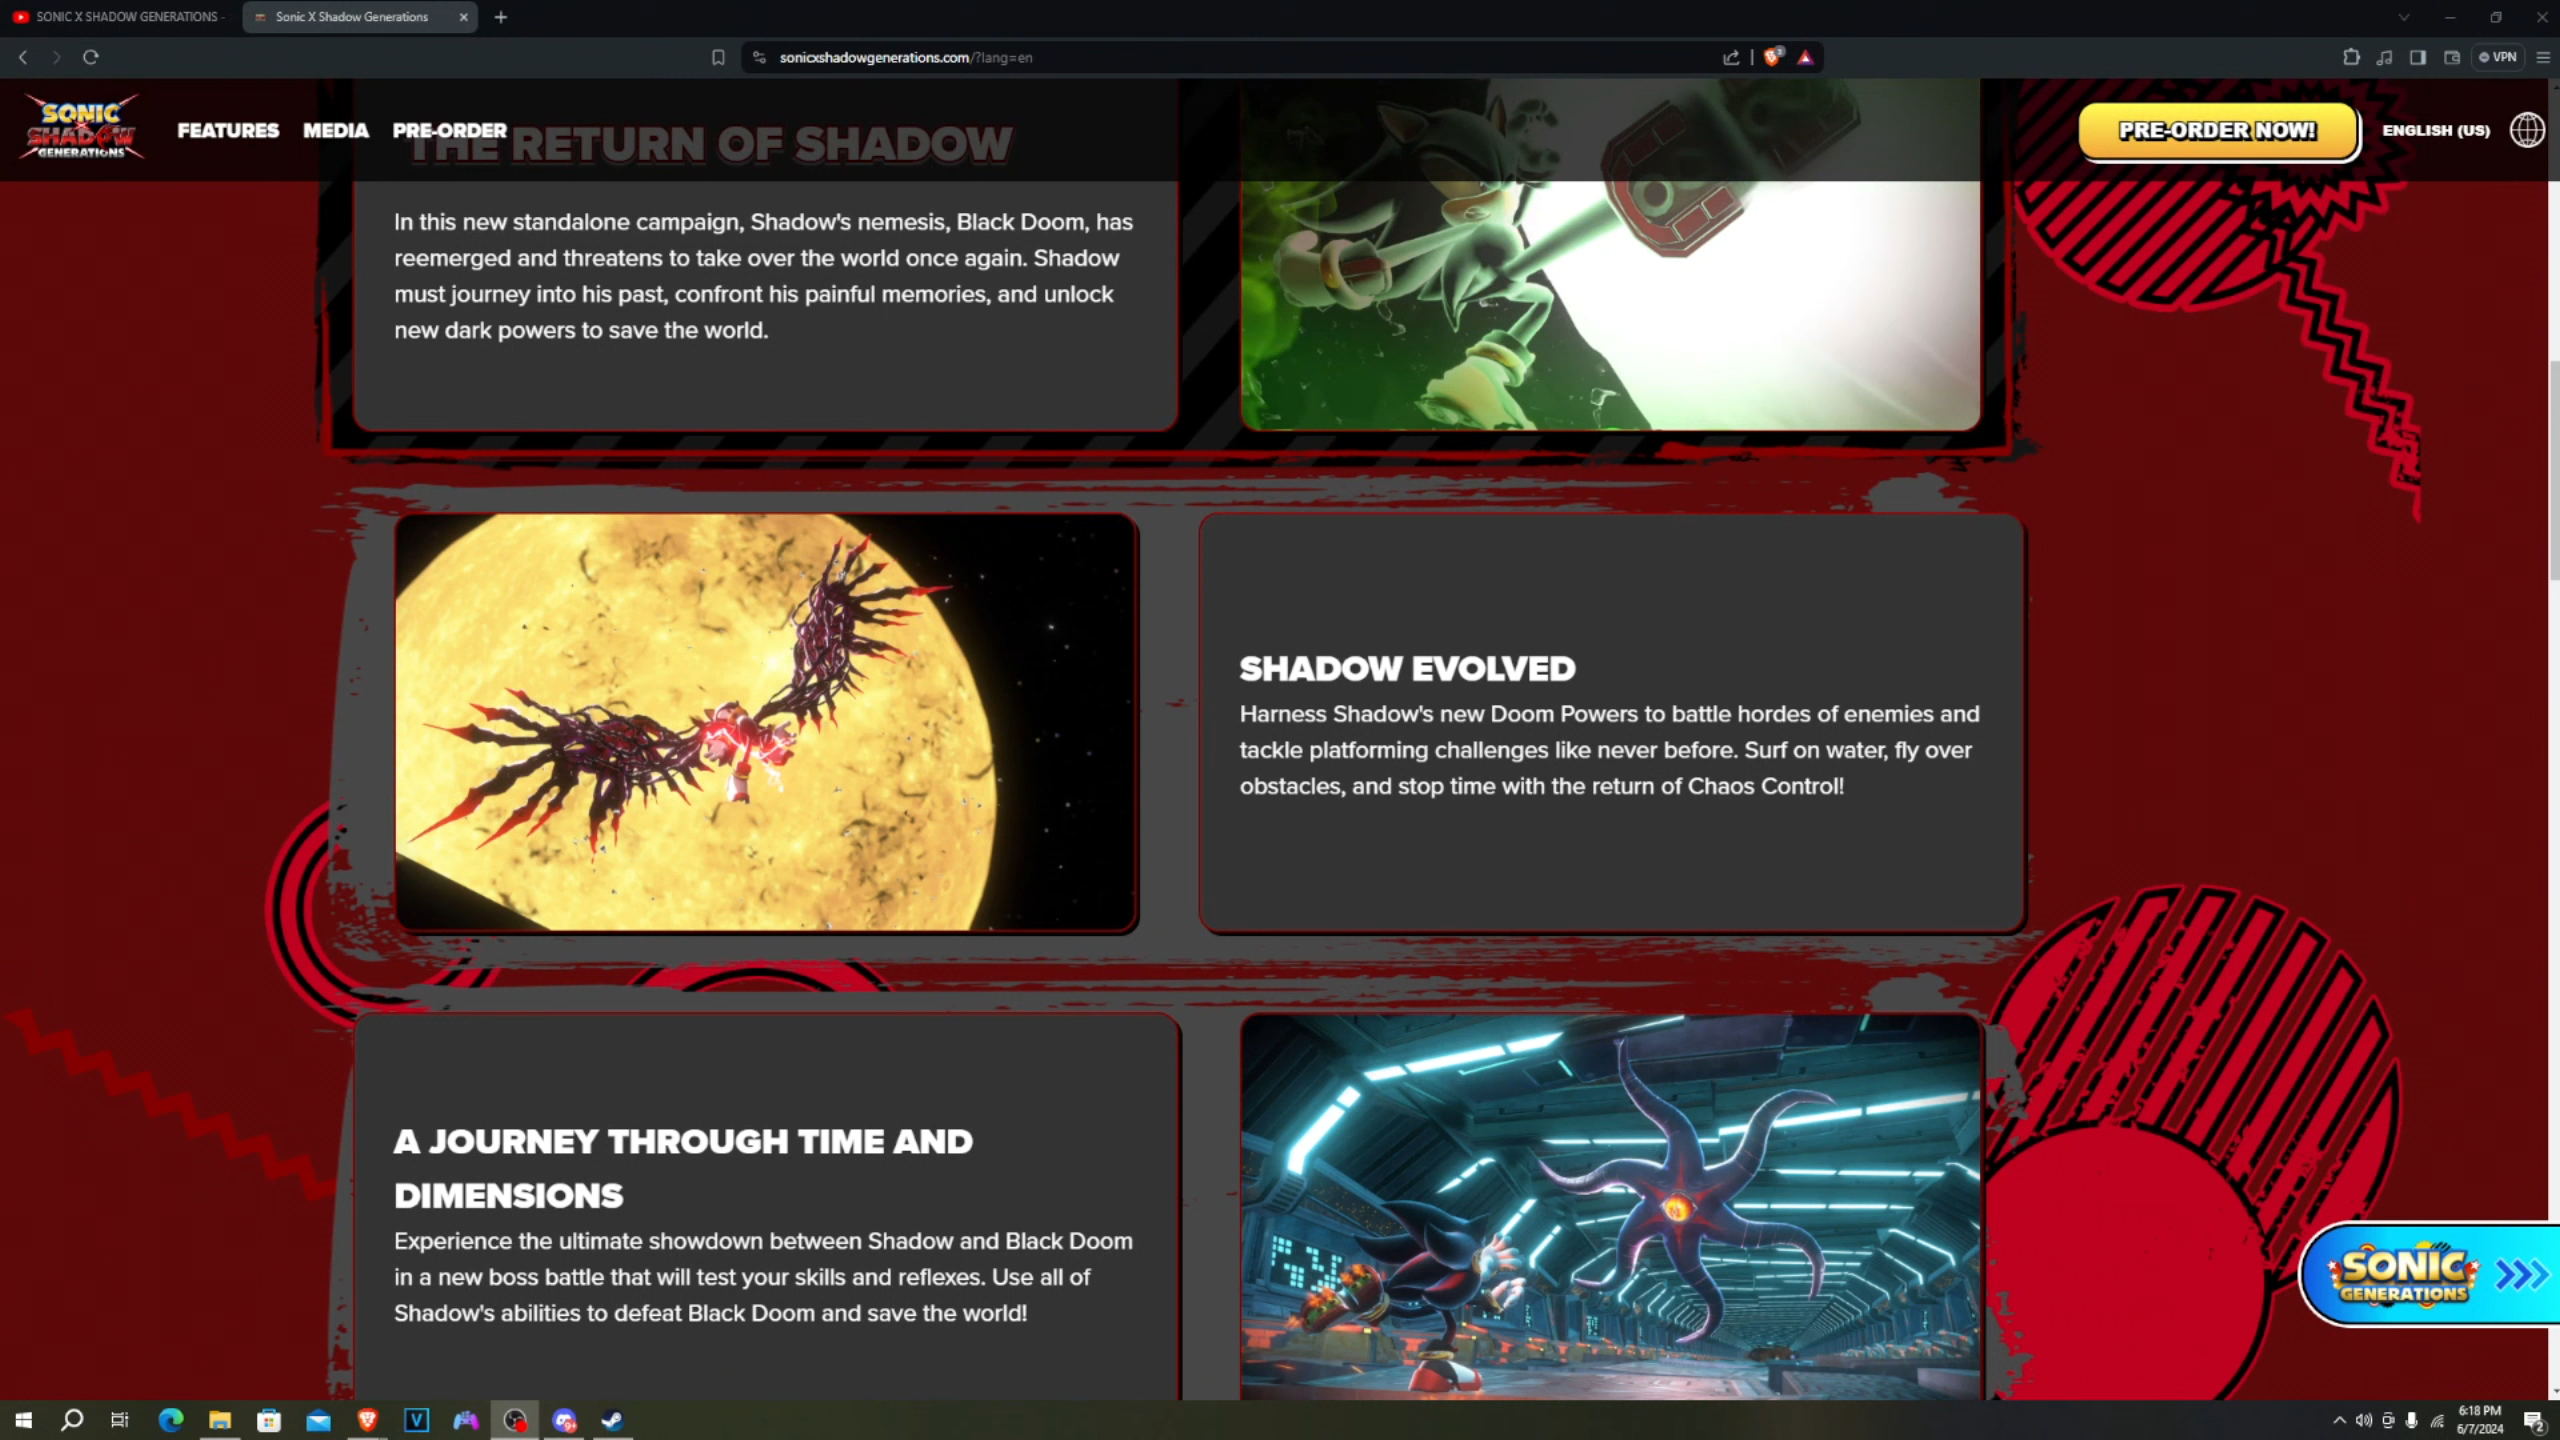 SONIC X SHADOW GENERATIONS -
Sonic X Shadow Generations
sonicxshadowgenerations.com/?lang=en
3
VPN
SONIC
X
SHADOW
GENERATIONS
FEATURES
MEDIA
PRE-ORDER
PRE-ORDER NOW!
ENGLISH (US)
THE RETURN OF SHADOW
In this new standalone campaign, Shadow's nemesis, Black Doom, has
reemerged and threatens to take over the world once again. Shadow
must journey into his past, confront his painful memories, and unlock
new dark powers to save the world.
SHADOW EVOLVED
Harness Shadow's new Doom Powers to battle hordes of enemies and
tackle platforming challenges like never before. Surf on water, fly over
obstacles, and stop time with the return of Chaos Control!
A JOURNEY THROUGH TIME AND
DIMENSIONS
Experience the ultimate showdown between Shadow and Black Doom
in a new boss battle that will test your skills and reflexes. Use all of
Shadow's abilities to defeat Black Doom and save the world!
SONIC
GENERATIONS
V
9+
6:18 PM
6/7/2024
2